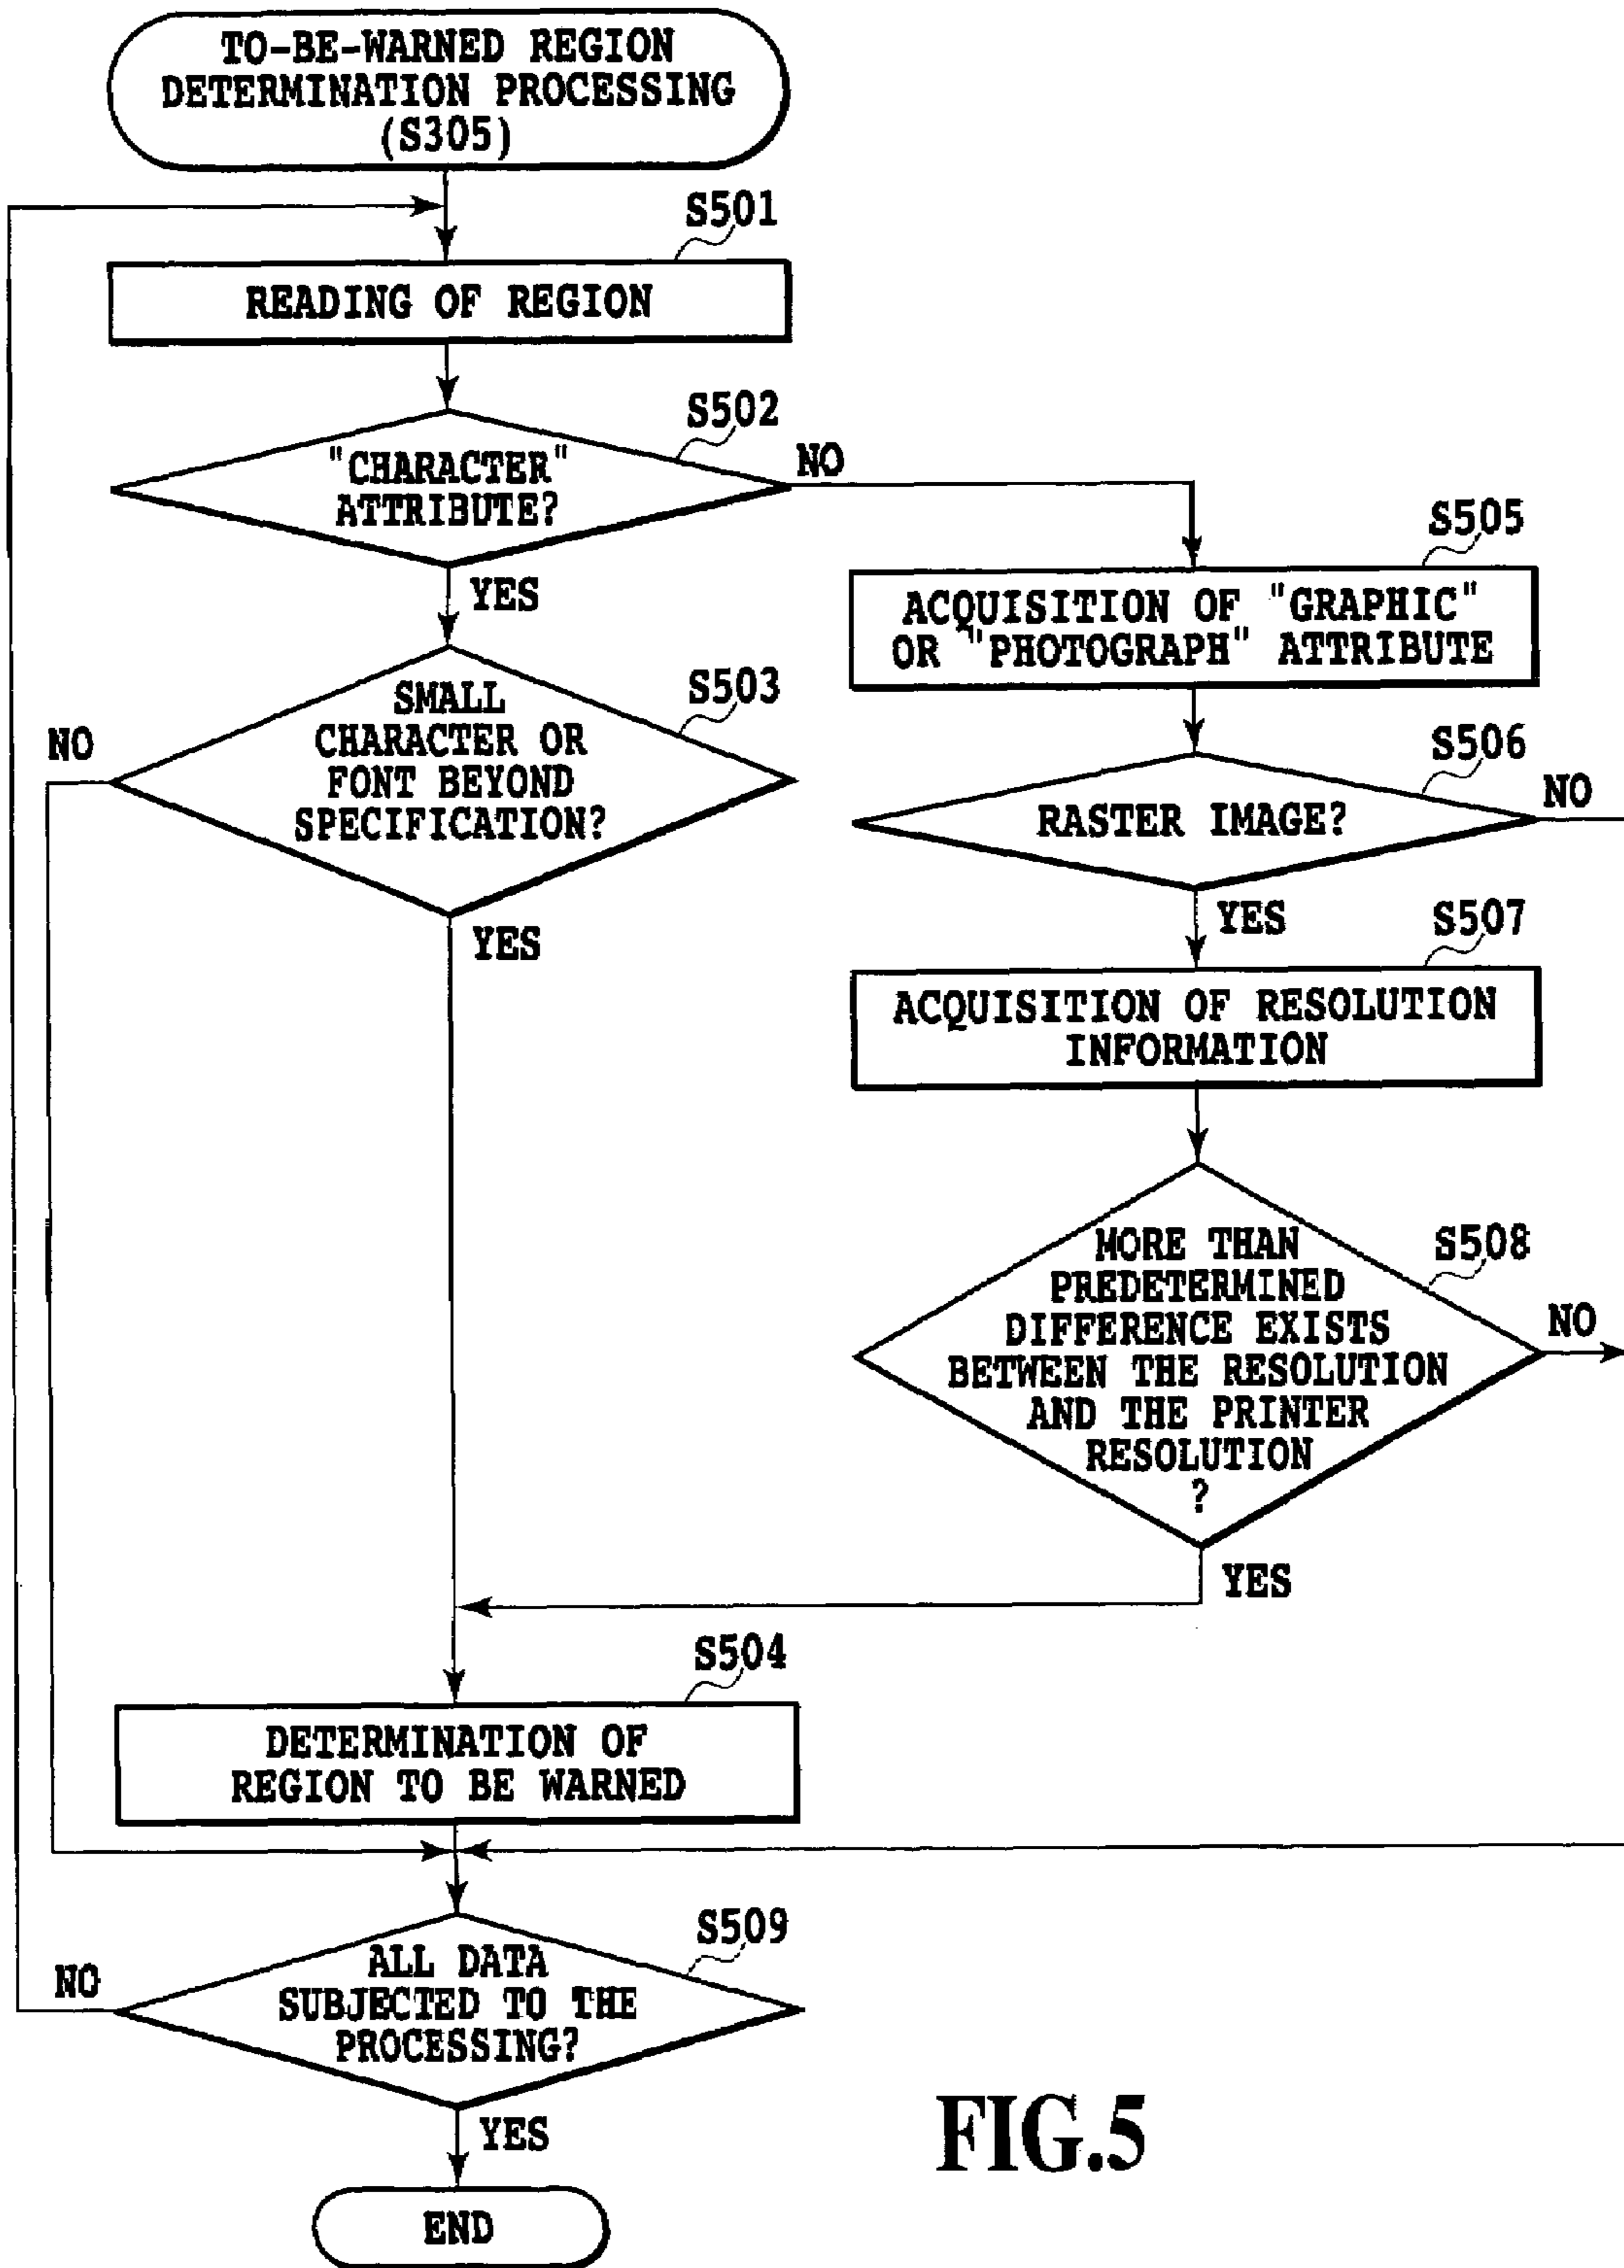 TO-BE-WARNED REGION
DETERMINATION PROCESSING
(S305)
S501
READING OF REGION
S502
"CHARACTER"
ATTRIBUTE?
NO
YES
S503
SMALL
CHARACTER OR
FONT BEYOND
SPECIFICATION?
NO
YES
S505
ACQUISITION OF "GRAPHIC"
OR "PHOTOGRAPH" ATTRIBUTE
S506
RASTER IMAGE?
NO
YES
S507
ACQUISITION OF RESOLUTION
INFORMATION
S508
MORE THAN
PREDETERMINED
DIFFERENCE EXISTS
BETWEEN THE RESOLUTION
AND THE PRINTER
RESOLUTION
?
NO
YES
S504
DETERMINATION OF
REGION TO BE WARNED
S509
ALL DATA
SUBJECTED TO THE
PROCESSING?
NO
YES
END
FIG.5